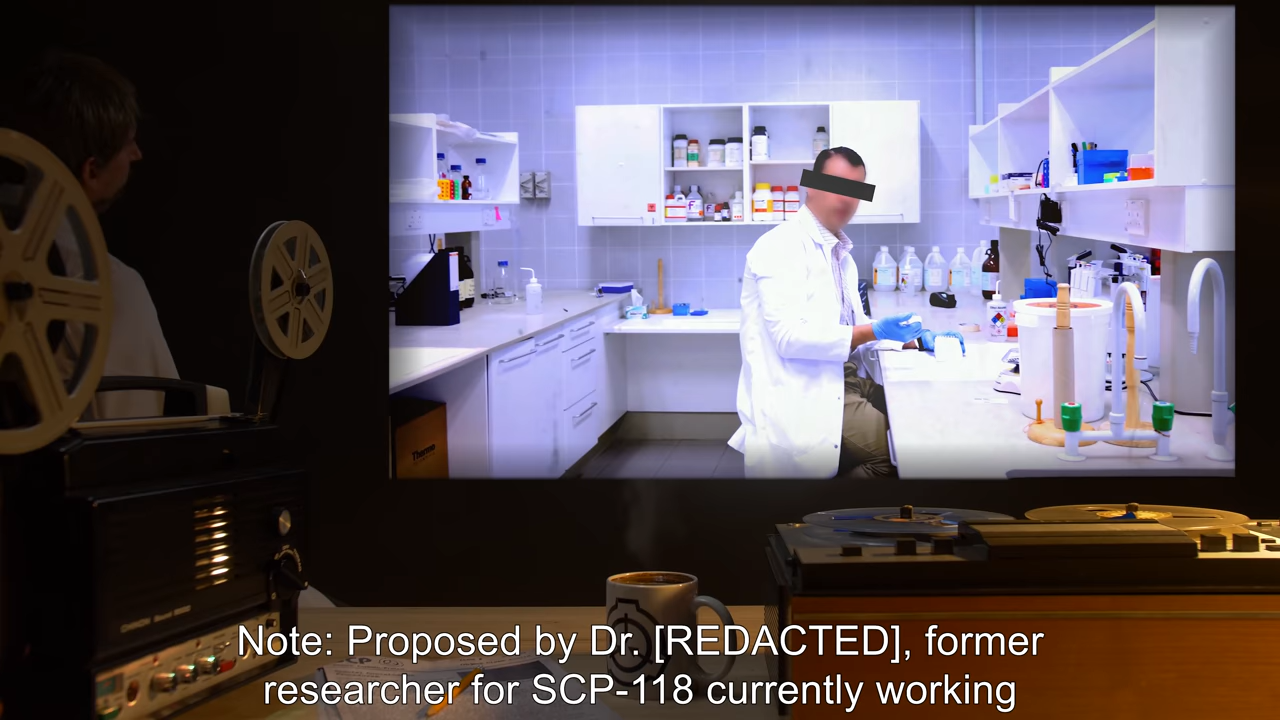 Note: Proposed by Dr. [REDACTED], former
researcher for SCP-118 currently working